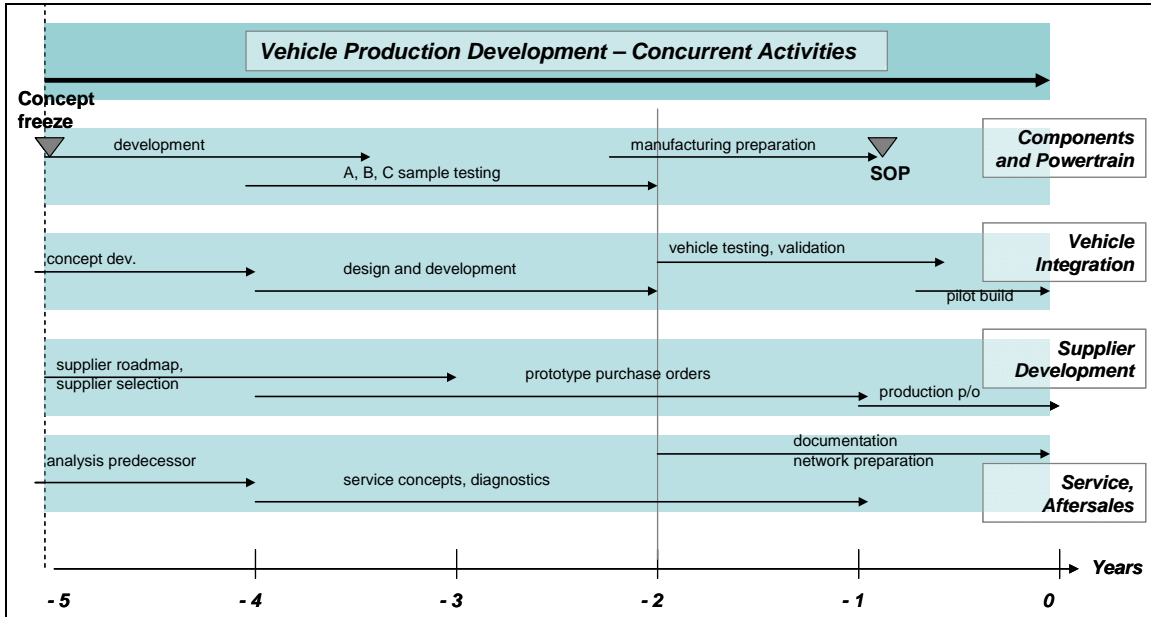 Vehicle Production Development – Concurrent Activities
Concept
freeze
development
manufacturing preparation
Components
and Powertrain
A, B, C sample testing
SOP
concept dev.
design and development
vehicle testing, validation
Vehicle
Integration
pilot build
supplier roadmap,
supplier selection
prototype purchase orders
production p/o
Supplier
Development
analysis predecessor
service concepts, diagnostics
documentation
network preparation
Service,
Aftersales
Years
- 5 - 4 - 3 - 2 - 1 0